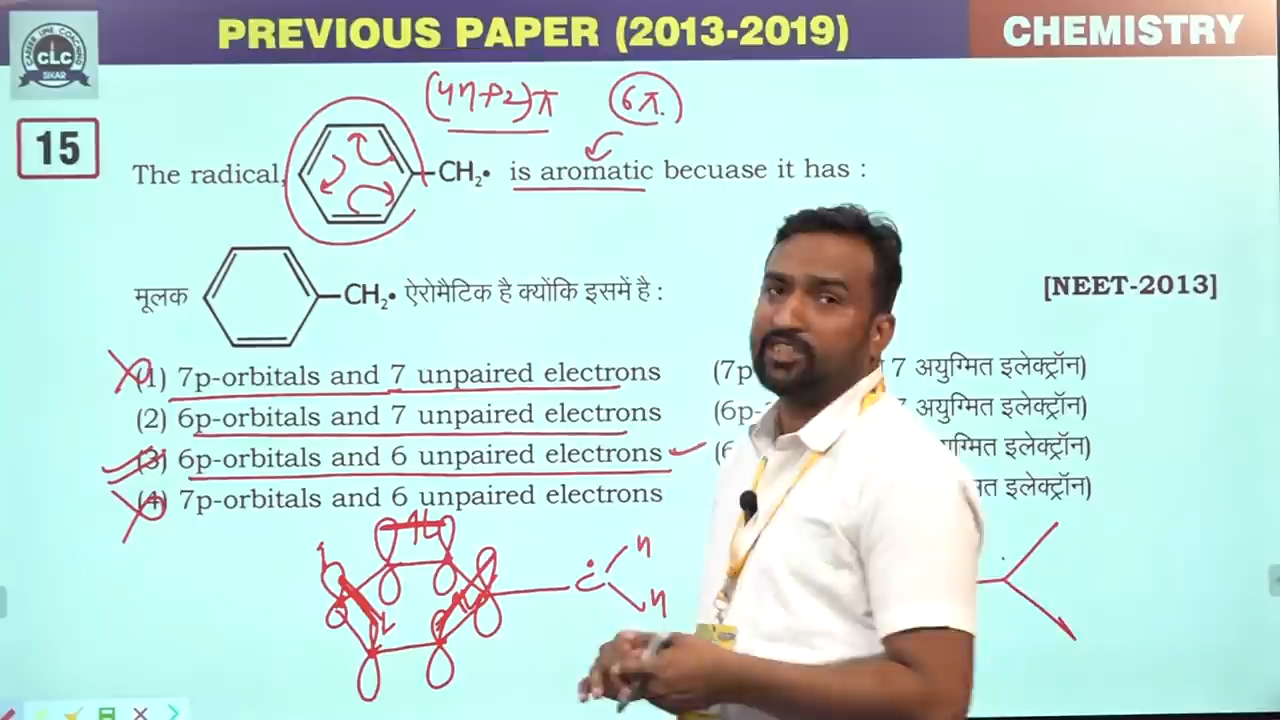 PREVIOUS PAPER (2013-2019)
CHEMISTRY
CAREER LINE COACHING
CLC
SIKAR
(4n+2)π 6π.
15
The radical, -CH₂• is aromatic becuase it has :
मूलक -CH₂• ऐरोमैटिक है क्योंकि इसमें है :
[NEET-2013]
(1) 7p-orbitals and 7 unpaired electrons (7p 7 अयुग्मित इलेक्ट्रॉन)
(2) 6p-orbitals and 7 unpaired electrons (6p- अयुग्मित इलेक्ट्रॉन)
(3) 6p-orbitals and 6 unpaired electrons इलेक्ट्रॉन)
(4) 7p-orbitals and 6 unpaired electrons इलेक्ट्रॉन)
Ċ H
H